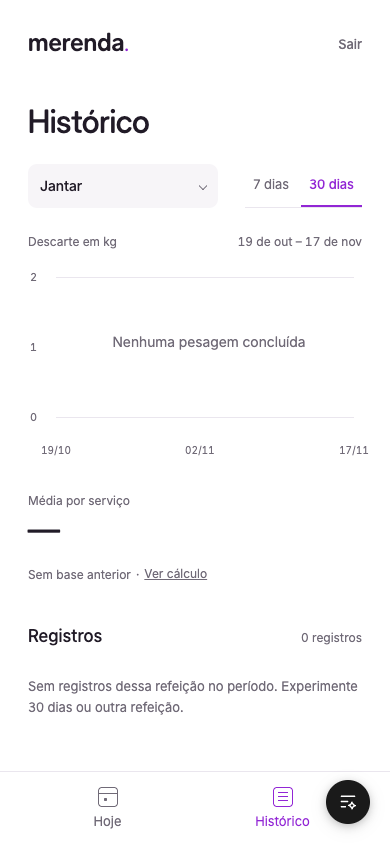 merenda.
Sair
Histórico
Jantar
7 dias
30 dias
Descarte em kg
19 de out – 17 de nov
2
Nenhuma pesagem concluída
1
0
19/10
02/11
17/11
Média por serviço
—
Sem base anterior · Ver cálculo
Registros
0 registros
Sem registros dessa refeição no período. Experimente
30 dias ou outra refeição.
Hoje
Histórico